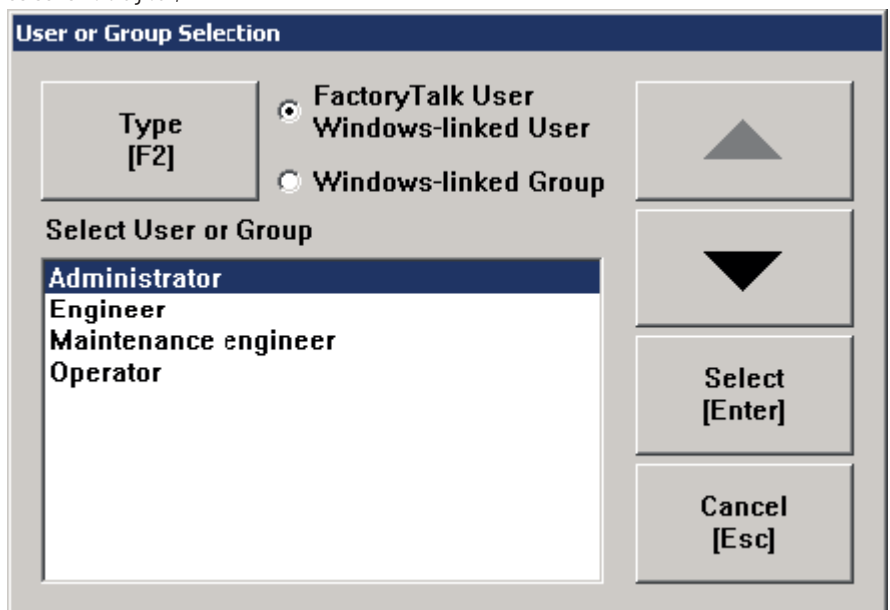 User or Group Selection
Type
[F2]
FactoryTalk User
Windows-linked User
Windows-linked Group
Select User or Group
Administrator
Engineer
Maintenance engineer
Operator
Select
[Enter]
Cancel
[Esc]